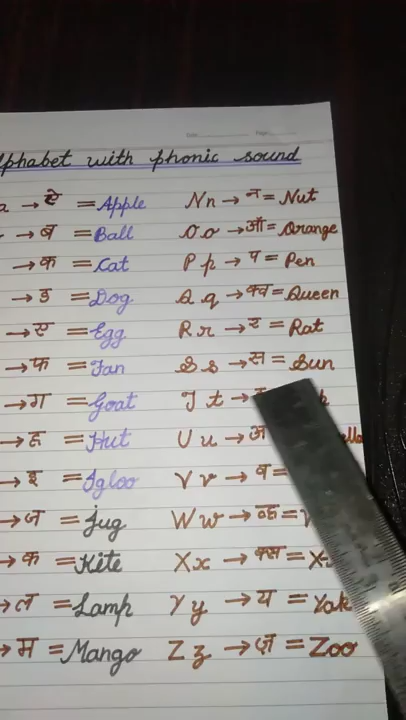 Date Page
lphabet with phonic sound
a → ऐ = Apple Nn → न = Nut
→ ब = Ball Oo → ऑ = Orange
→ क = Cat Pp → प = Pen
→ ड = Dog Qq → क्व = Queen
→ ए = Egg Rr → र = Rat
→ फ = Fan Ss → स = Sun
→ ग = Goat Tt →
→ ह = Hut Uu → अ
→ इ = Igloo Vv → व =
→ ज = Jug Ww → व्ह =
→ क = Kite Xx → क्स = X
→ ल = Lamp Yy → य = Yak
→ म = Mango Zz → ज़ = Zoo